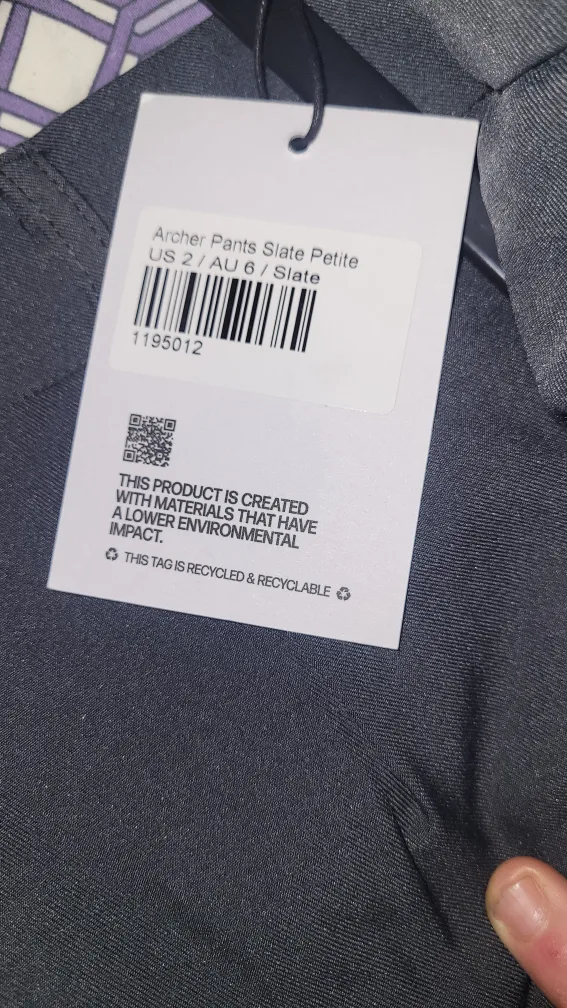 Archer Pants Slate Petite
US 2 / AU 6 / Slate
1195012
THIS PRODUCT IS CREATED
WITH MATERIALS THAT HAVE
A LOWER ENVIRONMENTAL
IMPACT.
THIS TAG IS RECYCLED & RECYCLABLE